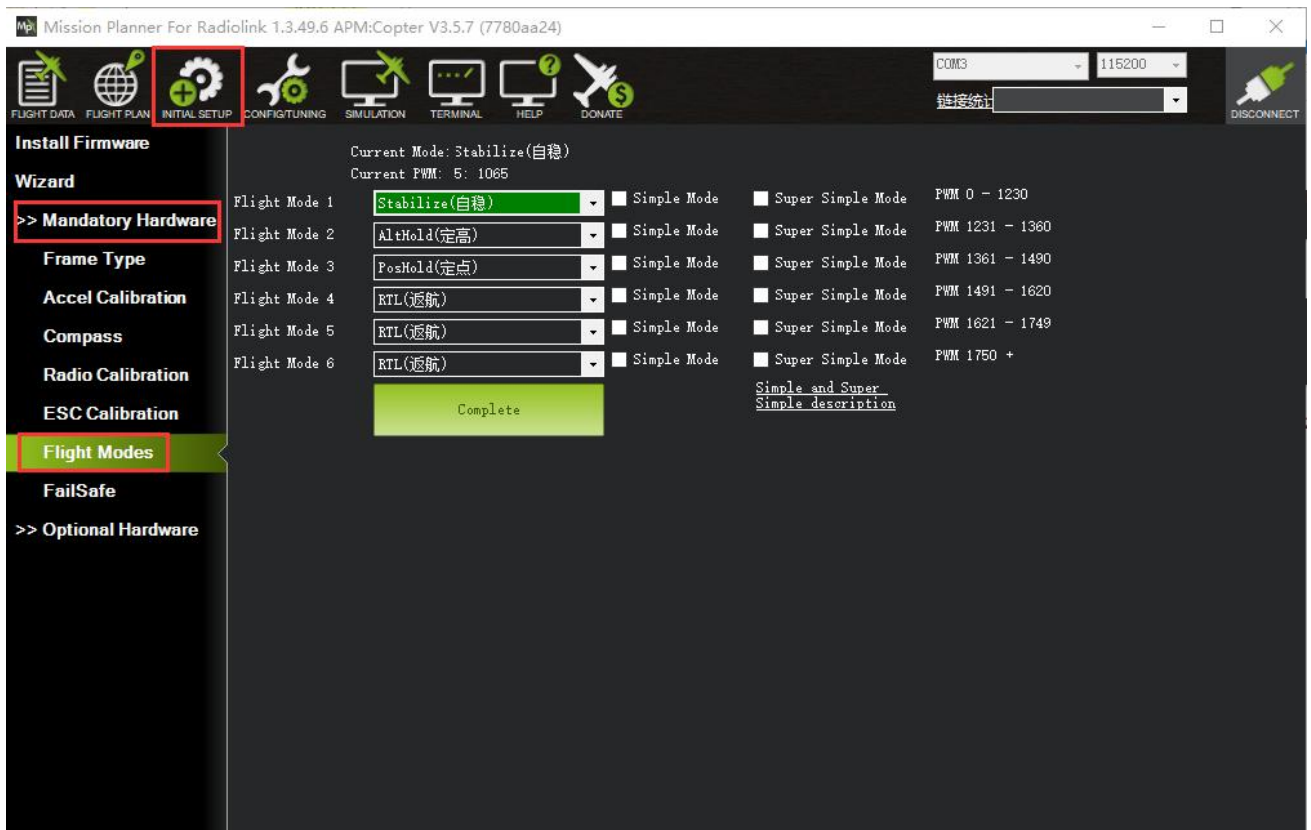 Mission Planner For Radiolink 1.3.49.6 APM:Copter V3.5.7 (7780aa24)
FLIGHT DATA FLIGHT PLAN INITIAL SETUP CONFIG/TUNING SIMULATION TERMINAL HELP DONATE
COM3 115200
链接统计
DISCONNECT
Install Firmware
Wizard
>> Mandatory Hardware
Frame Type
Accel Calibration
Compass
Radio Calibration
ESC Calibration
Flight Modes
FailSafe
>> Optional Hardware
Current Mode: Stabilize(自稳)
Current PWM: 5: 1065
Flight Mode 1 Stabilize(自稳) Simple Mode Super Simple Mode PWM 0 - 1230
Flight Mode 2 AltHold(定高) Simple Mode Super Simple Mode PWM 1231 - 1360
Flight Mode 3 PosHold(定点) Simple Mode Super Simple Mode PWM 1361 - 1490
Flight Mode 4 RTL(返航) Simple Mode Super Simple Mode PWM 1491 - 1620
Flight Mode 5 RTL(返航) Simple Mode Super Simple Mode PWM 1621 - 1749
Flight Mode 6 RTL(返航) Simple Mode Super Simple Mode PWM 1750 +
Complete
Simple and Super
Simple description